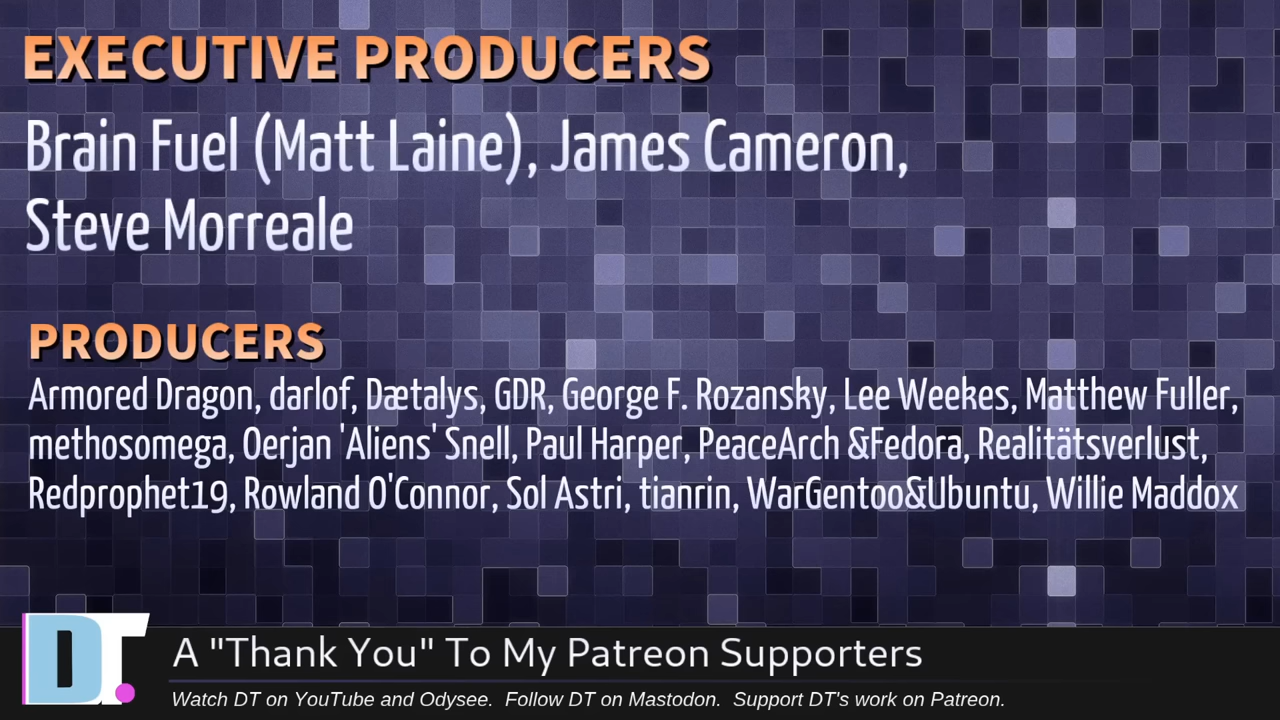 EXECUTIVE PRODUCERS
Brain Fuel (Matt Laine), James Cameron,
Steve Morreale
PRODUCERS
Armored Dragon, darlof, Dætalys, GDR, George F. Rozansky, Lee Weekes, Matthew Fuller,
methosomega, Oerjan 'Aliens' Snell, Paul Harper, PeaceArch &Fedora, Realitätsverlust,
Redprophet19, Rowland O'Connor, Sol Astri, tianrin, WarGentoo&Ubuntu, Willie Maddox
DT.
A "Thank You" To My Patreon Supporters
Watch DT on YouTube and Odysee. Follow DT on Mastodon. Support DT's work on Patreon.